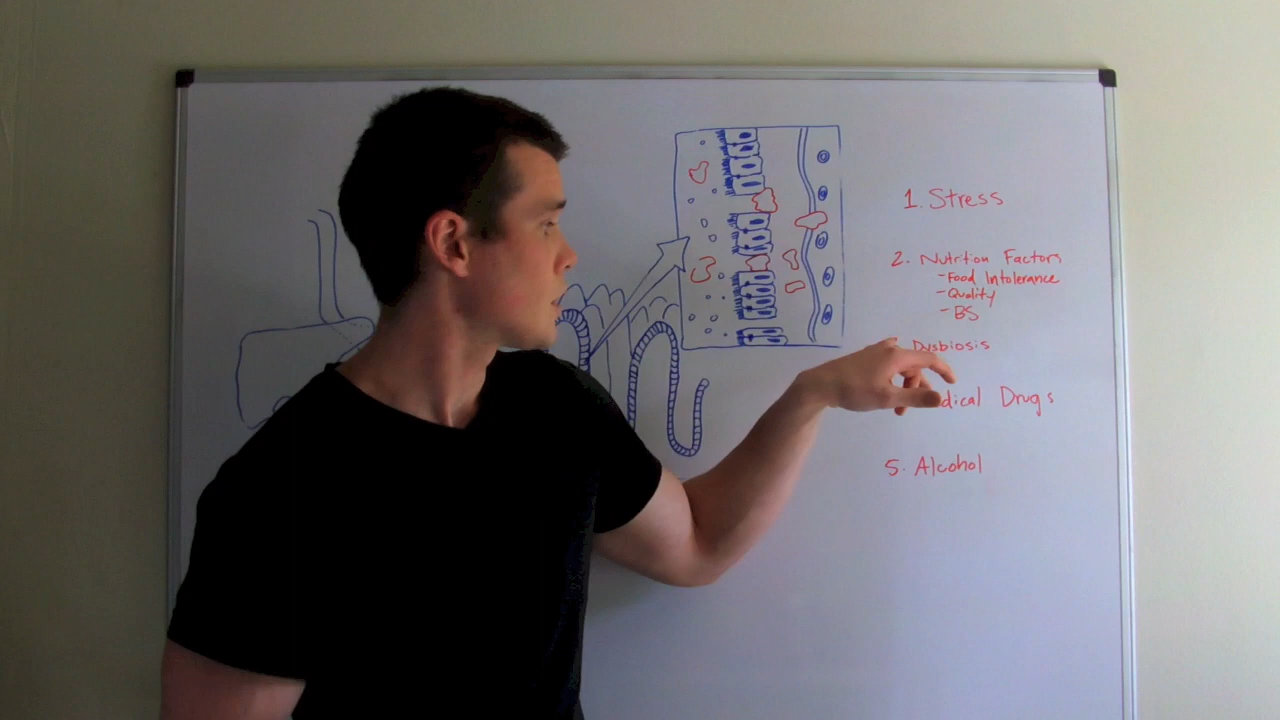 1. Stress
2. Nutrition Factors
- Food Intolerance
- Quality
- BS
Dysbiosis
dical Drugs
5. Alcohol